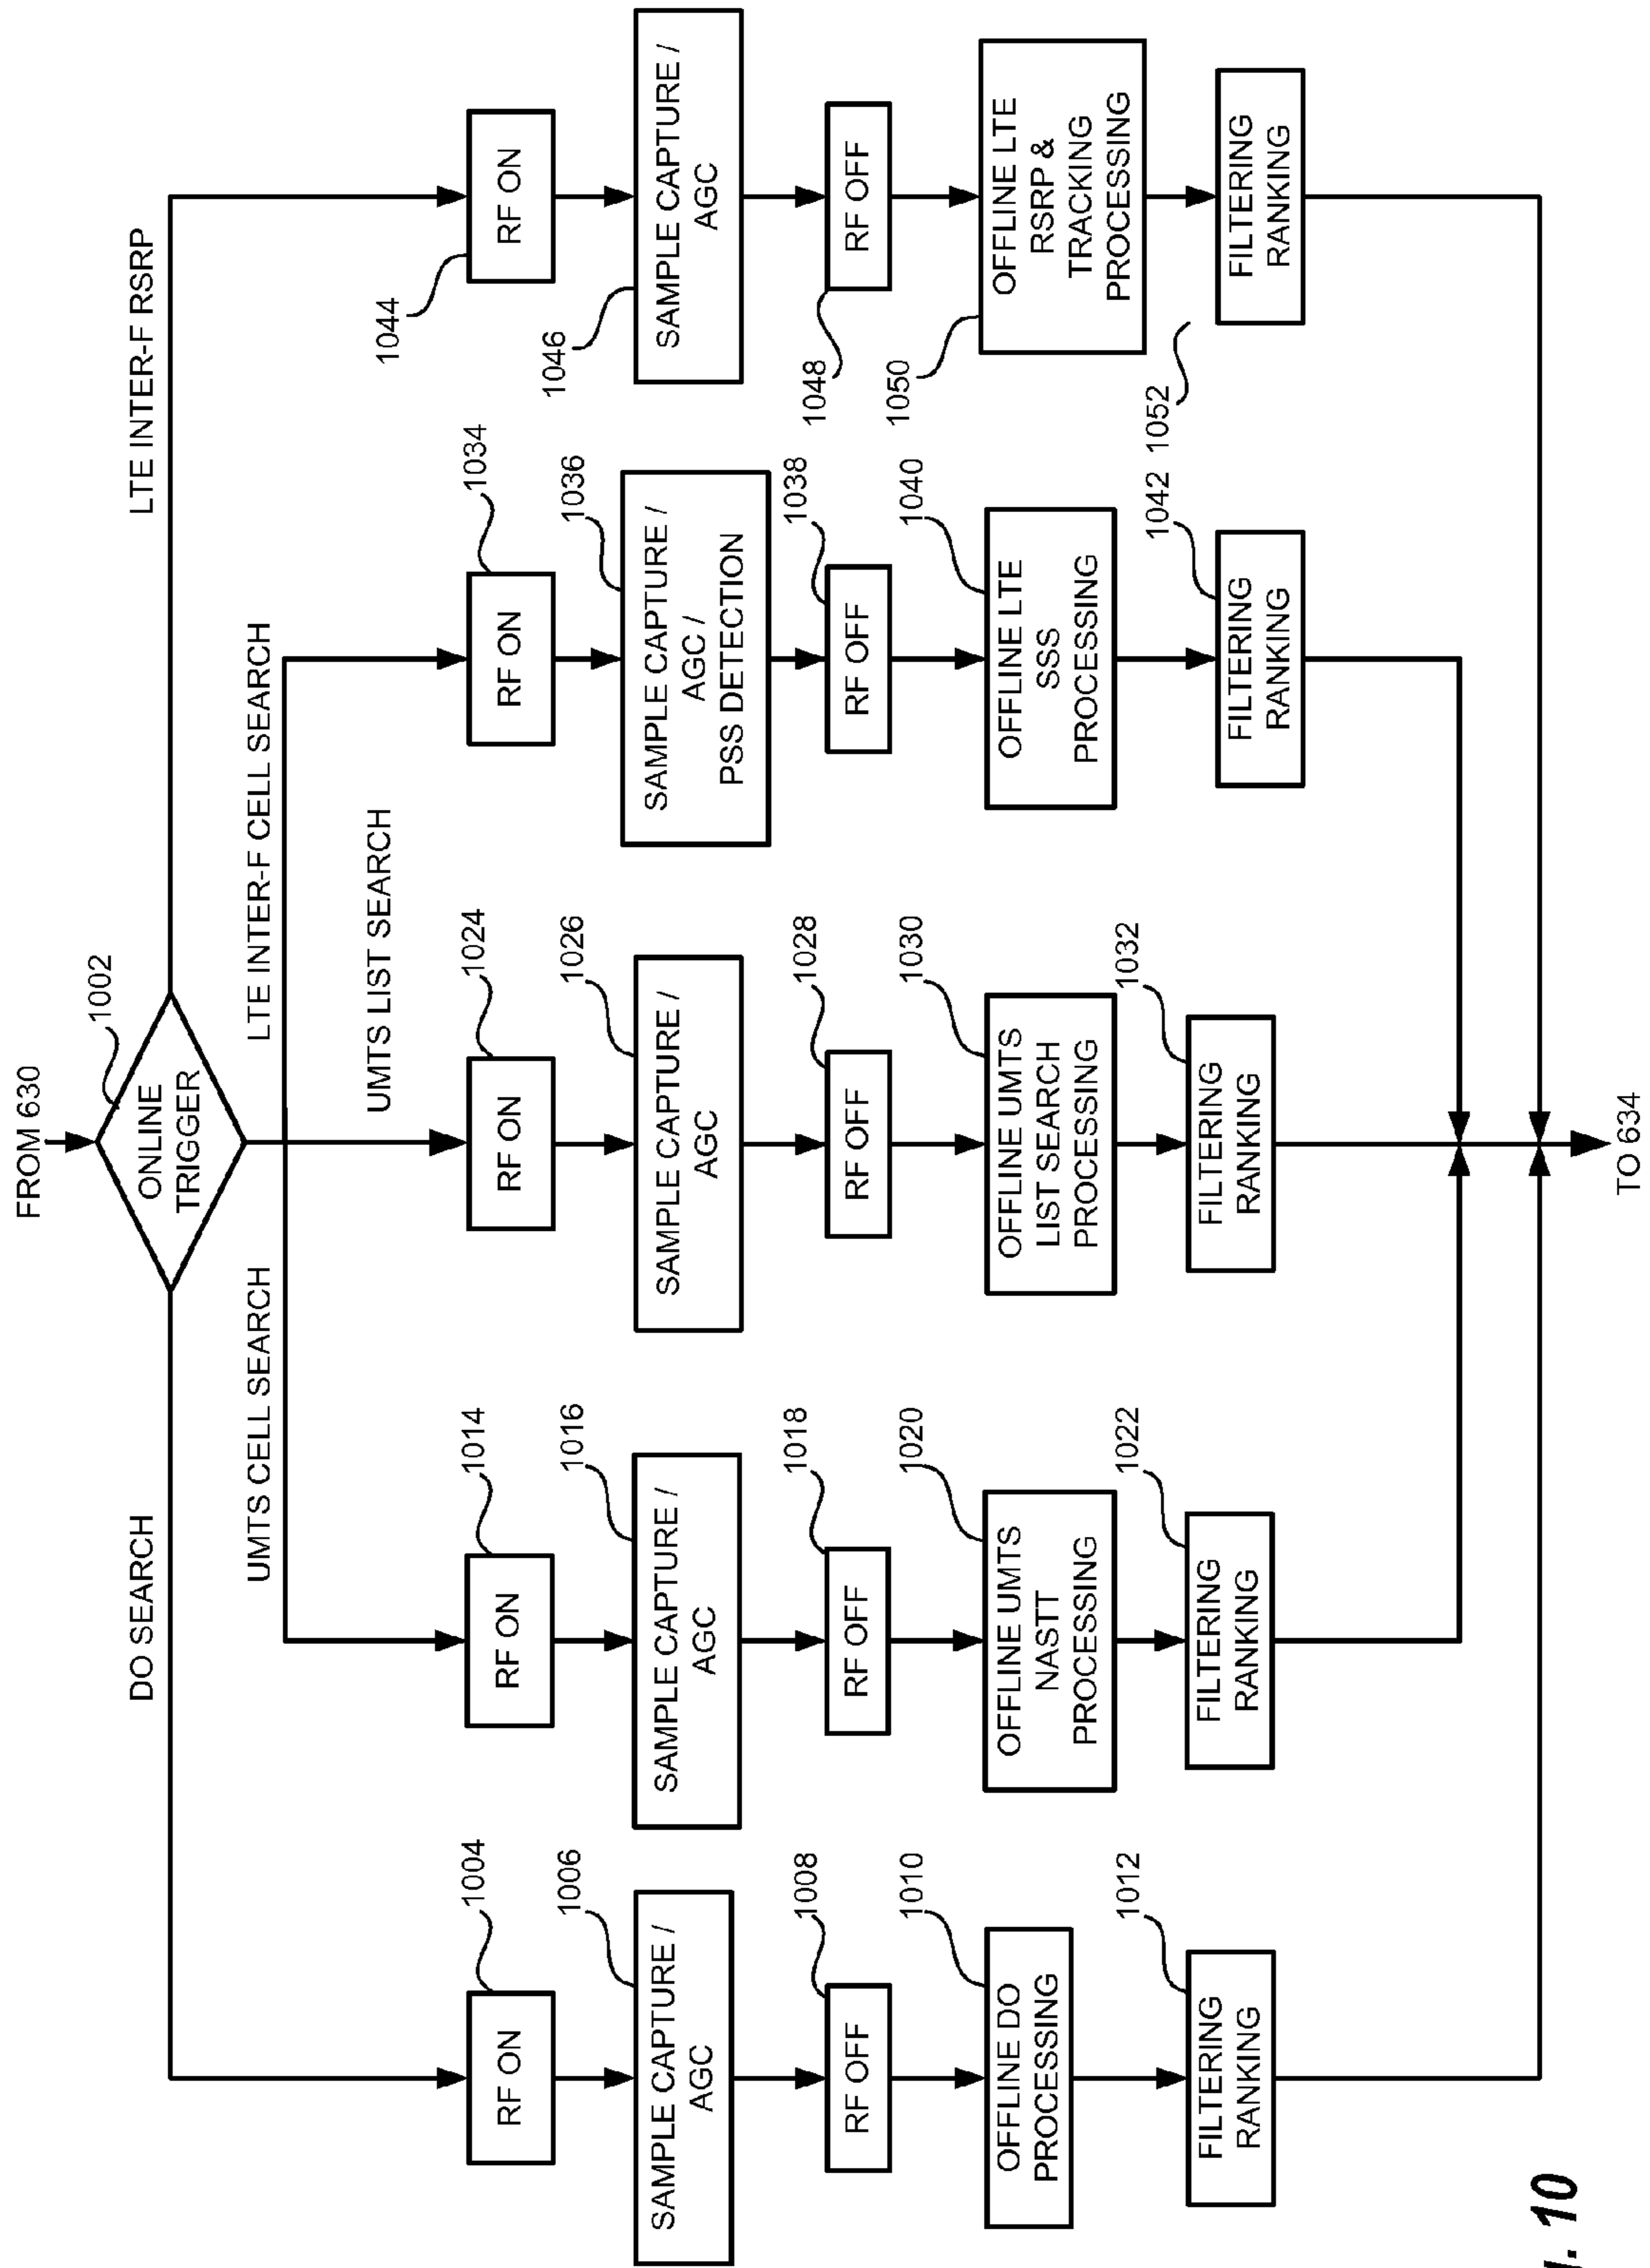 FROM 630
1002
ONLINE
TRIGGER
DO SEARCH
UMTS CELL SEARCH
UMTS LIST SEARCH
LTE INTER-F CELL SEARCH
LTE INTER-F RSRP
1004
RF ON
1006
SAMPLE CAPTURE /
AGC
1008
RF OFF
1010
OFFLINE DO
PROCESSING
1012
FILTERING
RANKING
1014
RF ON
1016
SAMPLE CAPTURE /
AGC
1018
RF OFF
1020
OFFLINE UMTS
NASTT
PROCESSING
1022
FILTERING
RANKING
1024
RF ON
1026
SAMPLE CAPTURE /
AGC
1028
RF OFF
1030
OFFLINE UMTS
LIST SEARCH
PROCESSING
1032
FILTERING
RANKING
1034
RF ON
1036
SAMPLE CAPTURE /
AGC /
PSS DETECTION
1038
RF OFF
1040
OFFLINE LTE
SSS
PROCESSING
1042
FILTERING
RANKING
1044
RF ON
1046
SAMPLE CAPTURE /
AGC
1048
RF OFF
1050
OFFLINE LTE
RSRP &
TRACKING
PROCESSING
1052
FILTERING
RANKING
TO 634
10